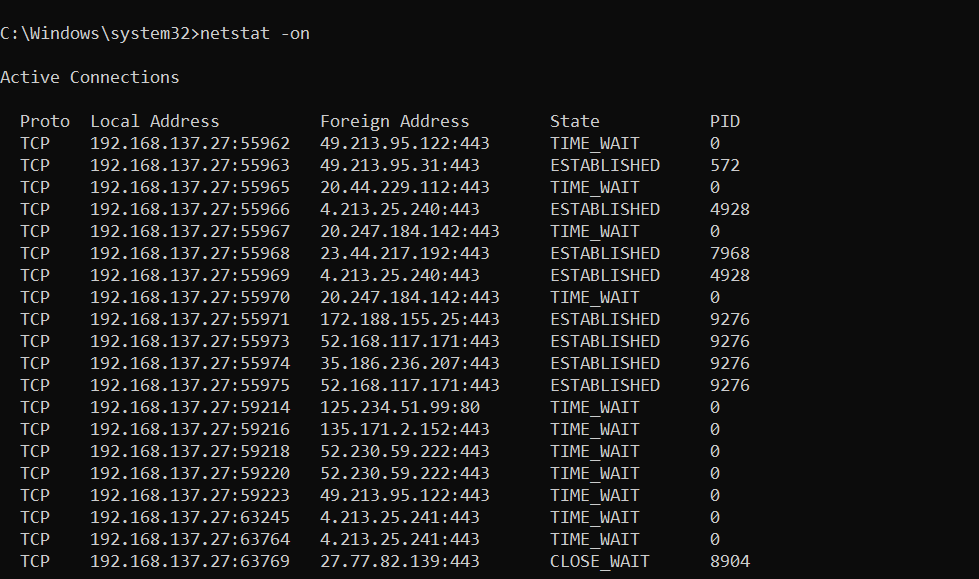 C:\Windows\system32>netstat -on
Active Connections
Proto Local Address Foreign Address State PID
TCP 192.168.137.27:55962 49.213.95.122:443 TIME_WAIT 0
TCP 192.168.137.27:55963 49.213.95.31:443 ESTABLISHED 572
TCP 192.168.137.27:55965 20.44.229.112:443 TIME_WAIT 0
TCP 192.168.137.27:55966 4.213.25.240:443 ESTABLISHED 4928
TCP 192.168.137.27:55967 20.247.184.142:443 TIME_WAIT 0
TCP 192.168.137.27:55968 23.44.217.192:443 ESTABLISHED 7968
TCP 192.168.137.27:55969 4.213.25.240:443 ESTABLISHED 4928
TCP 192.168.137.27:55970 20.247.184.142:443 TIME_WAIT 0
TCP 192.168.137.27:55971 172.188.155.25:443 ESTABLISHED 9276
TCP 192.168.137.27:55973 52.168.117.171:443 ESTABLISHED 9276
TCP 192.168.137.27:55974 35.186.236.207:443 ESTABLISHED 9276
TCP 192.168.137.27:55975 52.168.117.171:443 ESTABLISHED 9276
TCP 192.168.137.27:59214 125.234.51.99:80 TIME_WAIT 0
TCP 192.168.137.27:59216 135.171.2.152:443 TIME_WAIT 0
TCP 192.168.137.27:59218 52.230.59.222:443 TIME_WAIT 0
TCP 192.168.137.27:59220 52.230.59.222:443 TIME_WAIT 0
TCP 192.168.137.27:59223 49.213.95.122:443 TIME_WAIT 0
TCP 192.168.137.27:63245 4.213.25.241:443 TIME_WAIT 0
TCP 192.168.137.27:63764 4.213.25.241:443 TIME_WAIT 0
TCP 192.168.137.27:63769 27.77.82.139:443 CLOSE_WAIT 8904